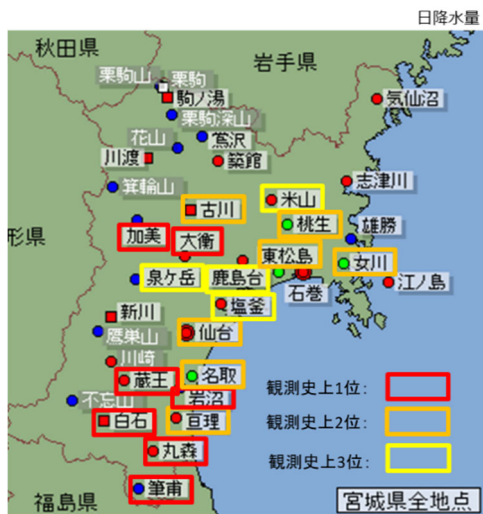 日降水量
秋田県
岩手県
栗駒山
栗駒
駒ノ湯
気仙沼
栗駒深山
花山
鶯沢
川渡
築館
志津川
箕輪山
米山
古川
桃生
雄勝
形県
加美
大衡
東松島
女川
泉ケ岳
鹿島台
石巻
江ノ島
塩釜
新川
仙台
鷹巣山
川崎
蔵王
名取
不忘山
岩沼
白石
亘理
丸森
筆甫
観測史上1位:
観測史上2位:
観測史上3位:
福島県
宮城県全地点